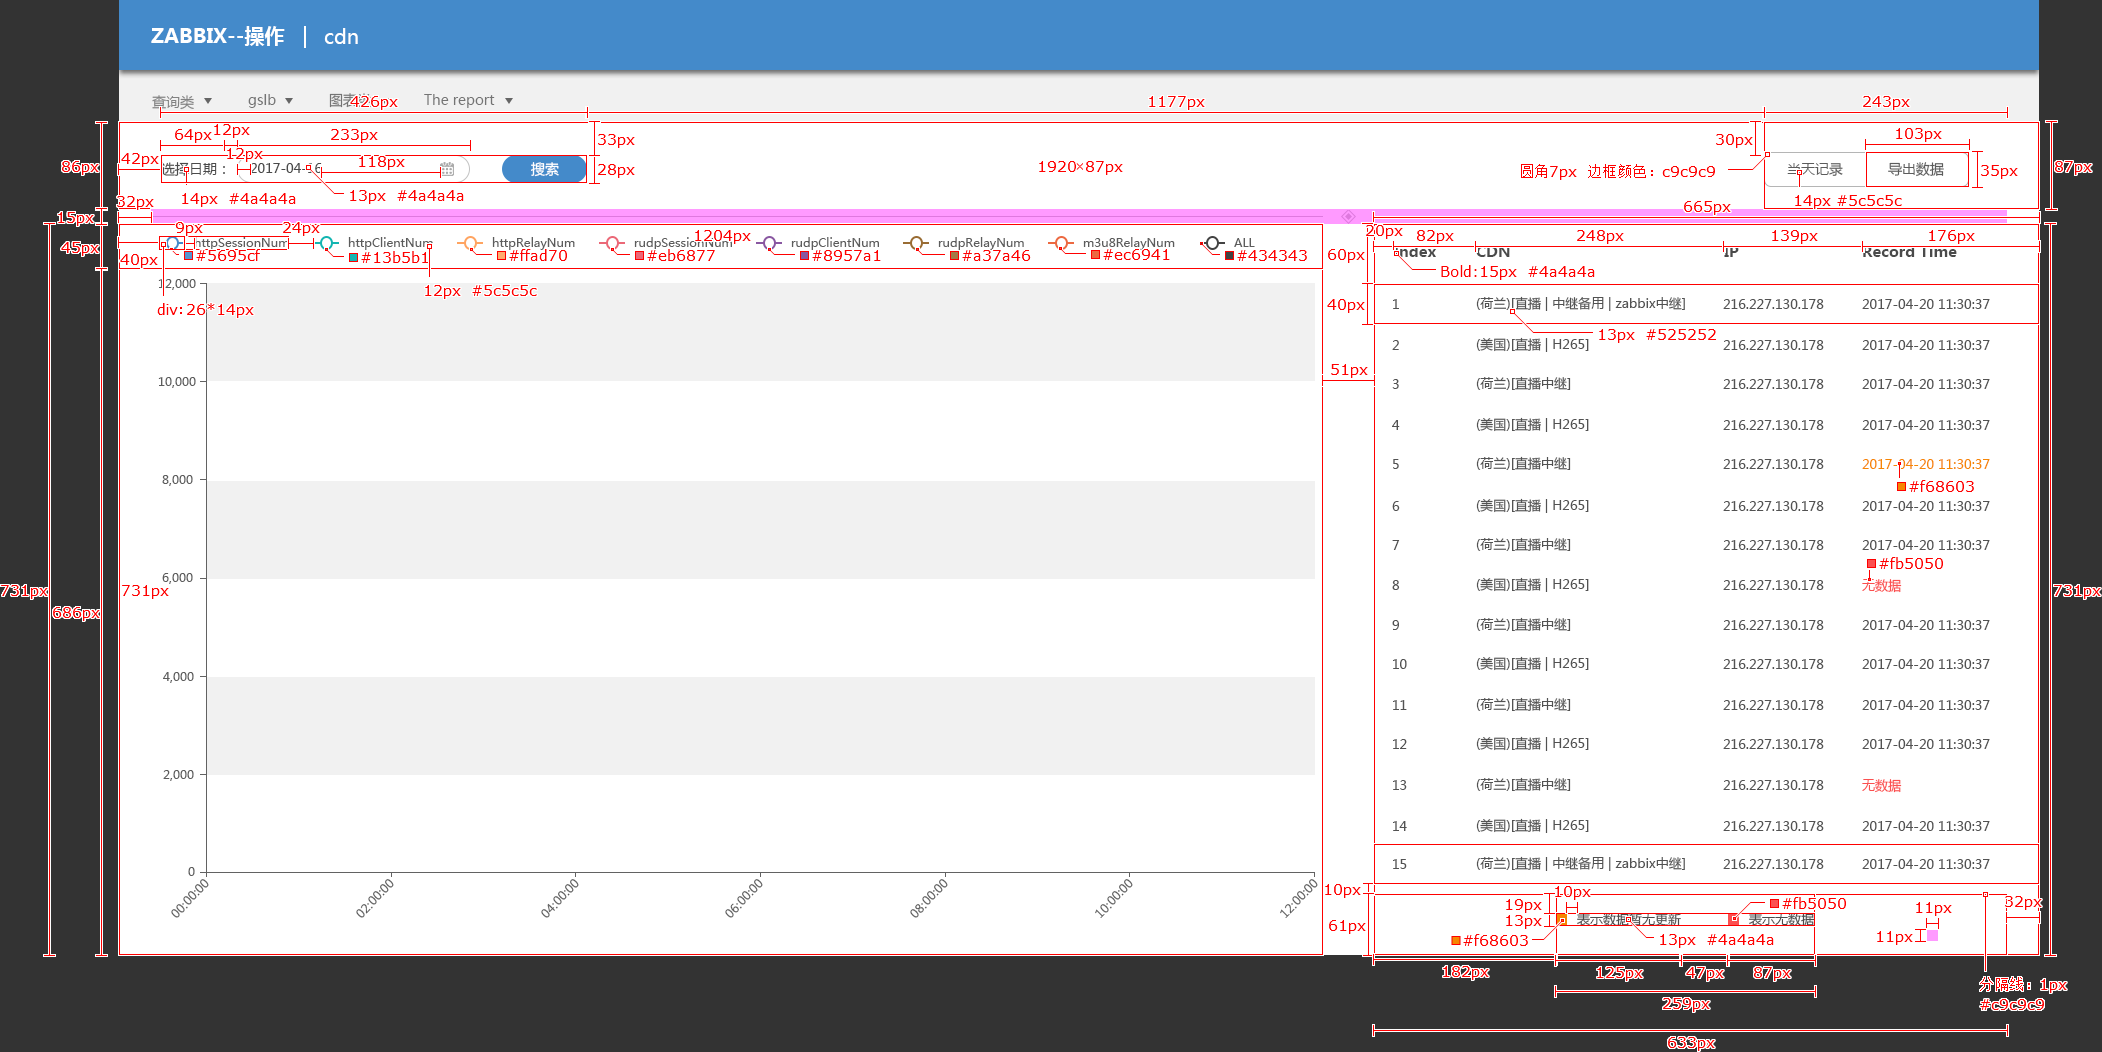 ZABBIX--操作 | cdn
查询类 gslb 图表类 The report
426px 1177px 243px
64px 12px 233px 33px 30px 103px
86px 42px 12px 118px 28px 1920×87px 35px 87px
选择日期： 2017-04-16 搜索 圆角7px 边框颜色：c9c9c9 当天记录 导出数据
14px #4a4a4a 13px #4a4a4a 14px #5c5c5c
32px 15px 665px
9px 24px 1204px 20px 82px 248px 139px 176px
45px httpSessionNum httpClientNum httpRelayNum rudpSessionNum rudpClientNum rudpRelayNum m3u8RelayNum ALL
40px #5695cf #13b5b1 #ffad70 #eb6877 #8957a1 #a37a46 #ec6941 #434343 60px
Index CDN IP Record Time
Bold:15px #4a4a4a
12px #5c5c5c
div:26*14px
12,000
10,000
8,000
6,000
4,000
2,000
0
00:00:00 02:00:00 04:00:00 06:00:00 08:00:00 10:00:00 12:00:00
731px 686px 731px
40px
51px
1 (荷兰)[直播 | 中继备用 | zabbix中继] 216.227.130.178 2017-04-20 11:30:37
13px #525252
2 (美国)[直播 | H265] 216.227.130.178 2017-04-20 11:30:37
3 (荷兰)[直播中继] 216.227.130.178 2017-04-20 11:30:37
4 (美国)[直播 | H265] 216.227.130.178 2017-04-20 11:30:37
5 (荷兰)[直播中继] 216.227.130.178 2017-04-20 11:30:37
#f68603
6 (美国)[直播 | H265] 216.227.130.178 2017-04-20 11:30:37
7 (荷兰)[直播中继] 216.227.130.178 2017-04-20 11:30:37
#fb5050
8 (美国)[直播 | H265] 216.227.130.178 无数据
731px
9 (荷兰)[直播中继] 216.227.130.178 2017-04-20 11:30:37
10 (美国)[直播 | H265] 216.227.130.178 2017-04-20 11:30:37
11 (荷兰)[直播中继] 216.227.130.178 2017-04-20 11:30:37
12 (美国)[直播 | H265] 216.227.130.178 2017-04-20 11:30:37
13 (荷兰)[直播中继] 216.227.130.178 无数据
14 (美国)[直播 | H265] 216.227.130.178 2017-04-20 11:30:37
15 (荷兰)[直播 | 中继备用 | zabbix中继] 216.227.130.178 2017-04-20 11:30:37
10px 10px
19px #fb5050 11px 32px
61px 13px 表示数据暂无更新 表示无数据
#f68603 13px #4a4a4a 11px
182px 125px 47px 87px
分隔线：1px
#c9c9c9
259px
633px